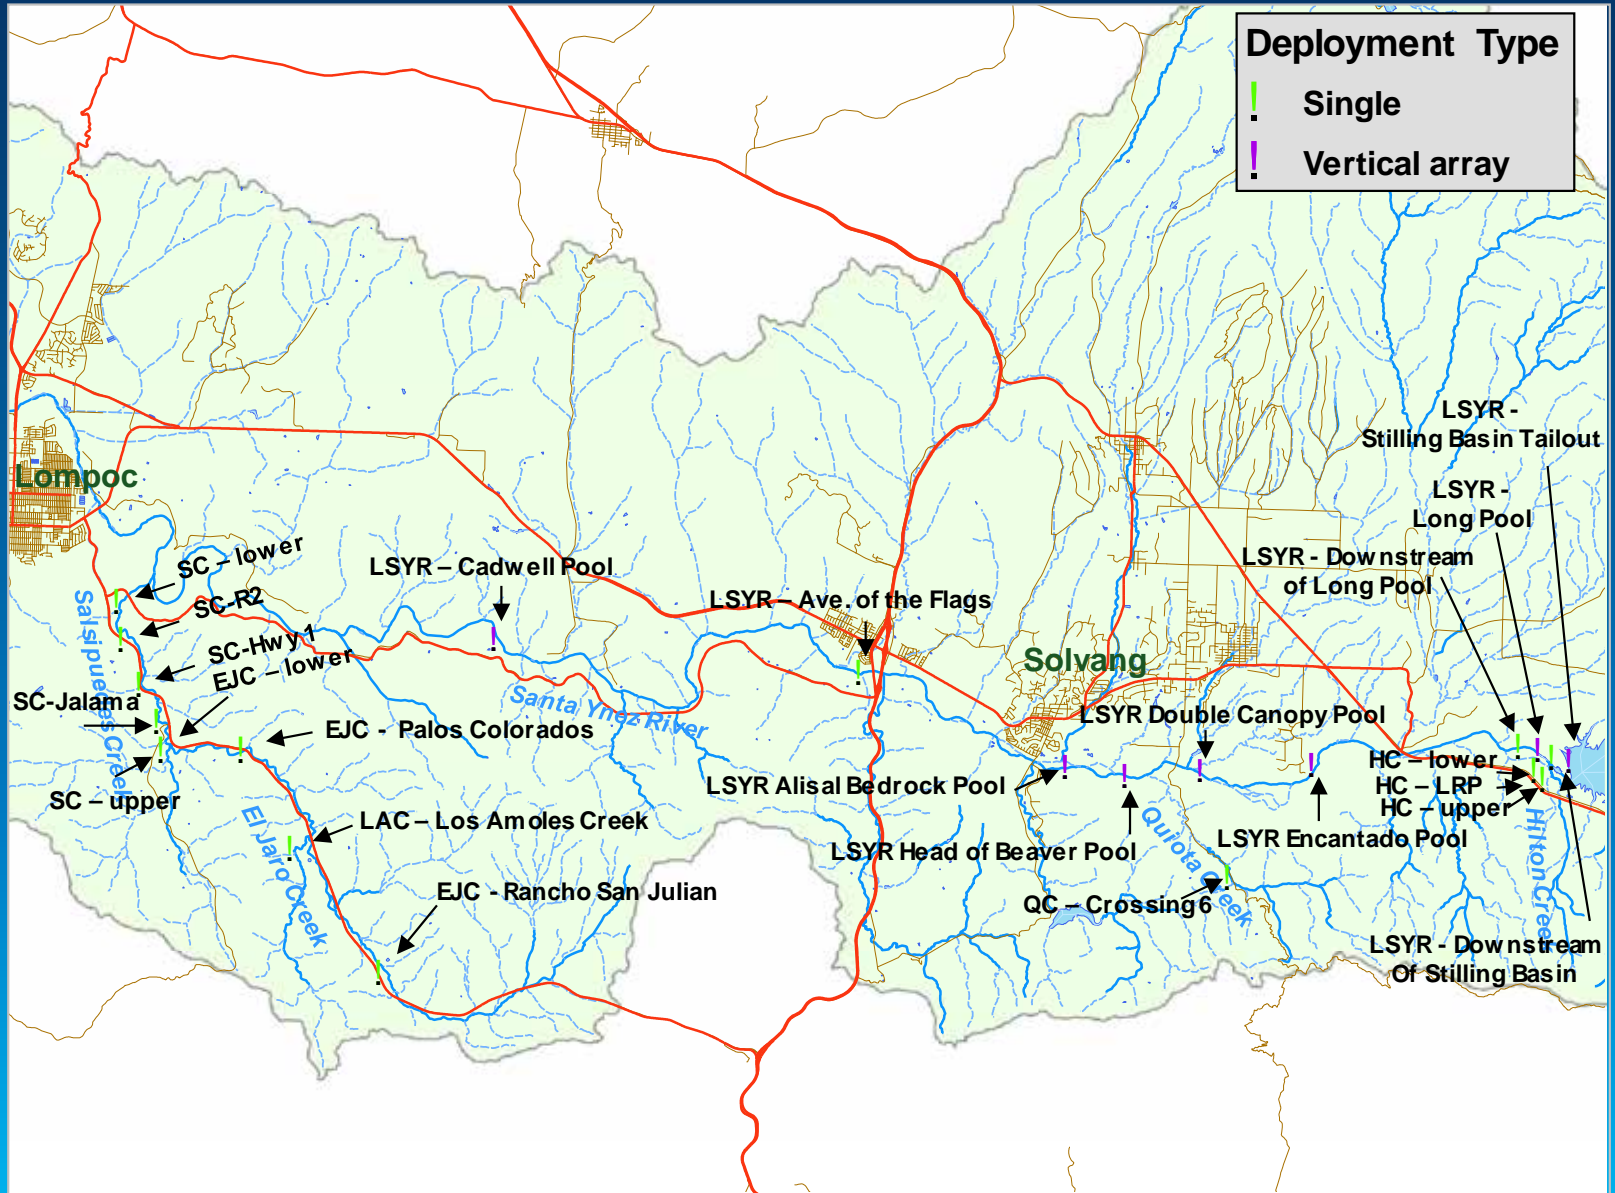 Deployment Type
! Single
! Vertical array
LSYR -
Stilling Basin Tailout
LSYR -
Long Pool
LSYR - Downstream
of Long Pool
Lompoc
SC – lower
SC-R2
SC-Hwy 1
EJC – lower
SC-Jalama
Salsipuedes Creek
SC – upper
EJC - Palos Colorados
El Jaro Creek
LAC – Los Amoles Creek
EJC - Rancho San Julian
LSYR – Cadwell Pool
Santa Ynez River
LSYR – Ave. of the Flags
Solvang
LSYR Double Canopy Pool
LSYR Alisal Bedrock Pool
LSYR Head of Beaver Pool
Quiota Creek
QC – Crossing 6
LSYR Encantado Pool
HC – lower
HC – LRP
HC – upper
Hilton Creek
LSYR - Downstream
Of Stilling Basin